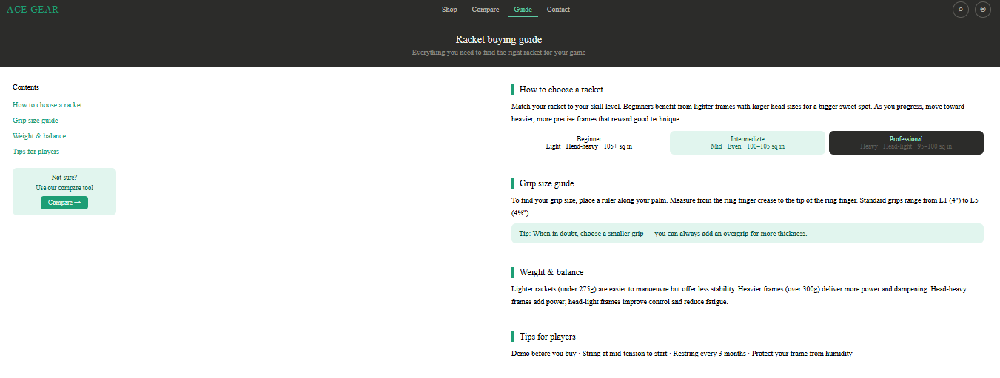 ACE GEAR
Shop Compare Guide Contact
Racket buying guide
Everything you need to find the right racket for your game
Contents
How to choose a racket
Grip size guide
Weight & balance
Tips for players
Not sure?
Use our compare tool
Compare →
How to choose a racket
Match your racket to your skill level. Beginners benefit from lighter frames with larger head sizes for a bigger sweet spot. As you progress, move toward
heavier, more precise frames that reward good technique.
Beginner
Light · Head-heavy · 105+ sq in
Intermediate
Mid · Even · 100–105 sq in
Professional
Heavy · Head-light · 95–100 sq in
Grip size guide
To find your grip size, place a ruler along your palm. Measure from the ring finger crease to the tip of the ring finger. Standard grips range from L1 (4") to L5
(4½").
Tip: When in doubt, choose a smaller grip — you can always add an overgrip for more thickness.
Weight & balance
Lighter rackets (under 275g) are easier to manoeuvre but offer less stability. Heavier frames (over 300g) deliver more power and dampening. Head-heavy
frames add power; head-light frames improve control and reduce fatigue.
Tips for players
Demo before you buy · String at mid-tension to start · Restring every 3 months · Protect your frame from humidity